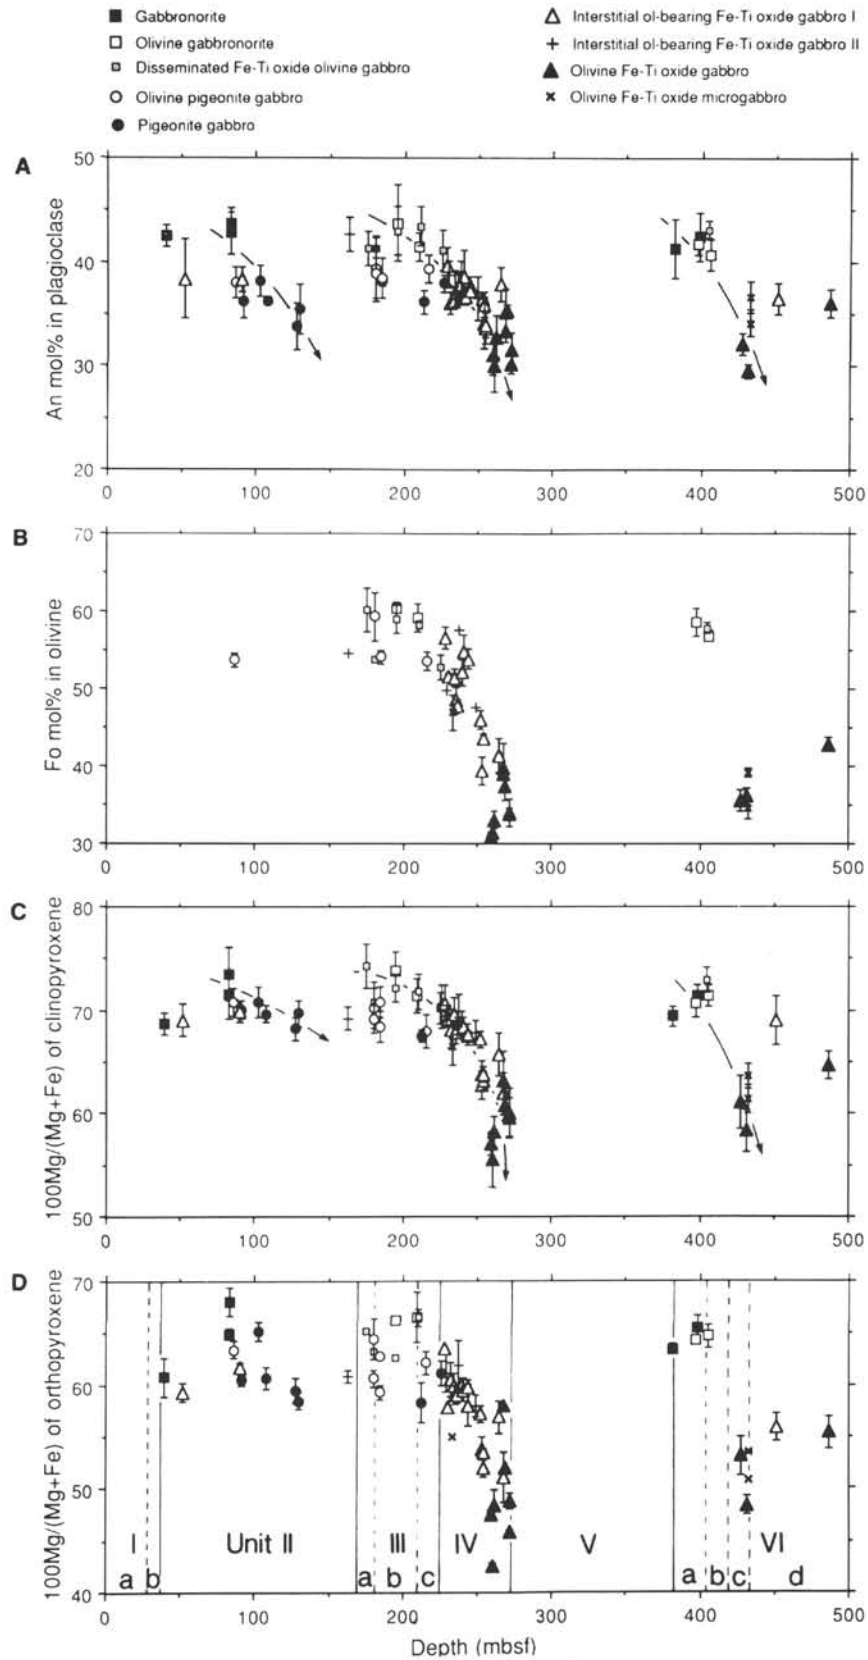 Gabbronorite
Olivine gabbronorite
Disseminated Fe-Ti oxide olivine gabbro
Olivine pigeonite gabbro
Pigeonite gabbro
Interstitial ol-bearing Fe-Ti oxide gabbro I
Interstitial ol-bearing Fe-Ti oxide gabbro II
Olivine Fe-Ti oxide gabbro
Olivine Fe-Ti oxide microgabbro
A
An mol% in plagioclase
50
40
30
20
0 100 200 300 400 500
B
Fo mol% in olivine
70
60
50
40
30
0 100 200 300 400 500
C
100Mg/(Mg+Fe) of clinopyroxene
80
70
60
50
0 100 200 300 400 500
D
100Mg/(Mg+Fe) of orthopyroxene
70
60
50
40
I Unit II III IV V VI
a b a b c a b c d
0 100 200 300 400 500
Depth (mbsf)